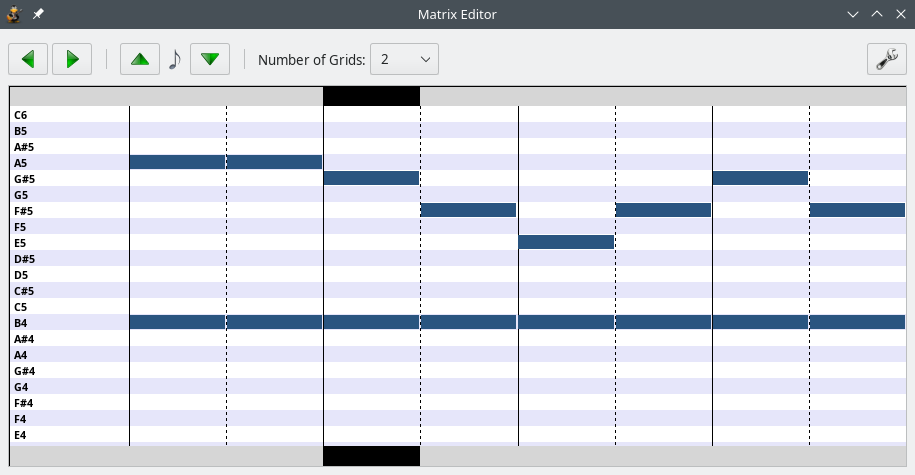 Matrix Editor
Number of Grids: 2
C6
B5
A#5
A5
G#5
G5
F#5
F5
E5
D#5
D5
C#5
C5
B4
A#4
A4
G#4
G4
F#4
F4
E4